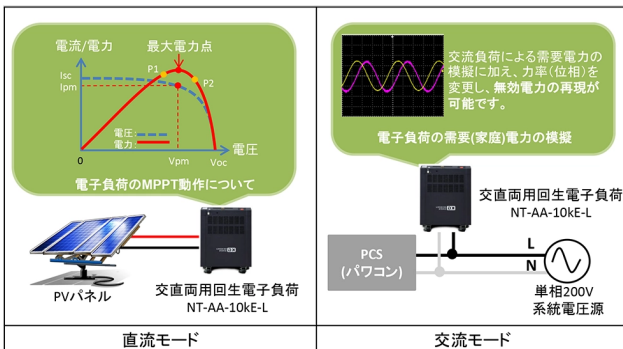 電流/電力
最大電力点
Isc
Ipm
P1
P2
電圧:
電力:
0
Vpm
Voc
電圧
電子負荷のMPPT動作について
PVパネル
交直両用回生電子負荷
NT-AA-10kE-L
直流モード
交流負荷による需要電力の
模擬に加え、力率(位相)を
変更し、無効電力の再現が
可能です。
電子負荷の需要(家庭)電力の模擬
交直両用回生電子負荷
NT-AA-10kE-L
PCS
(パワコン)
L
N
単相200V
系統電圧源
交流モード